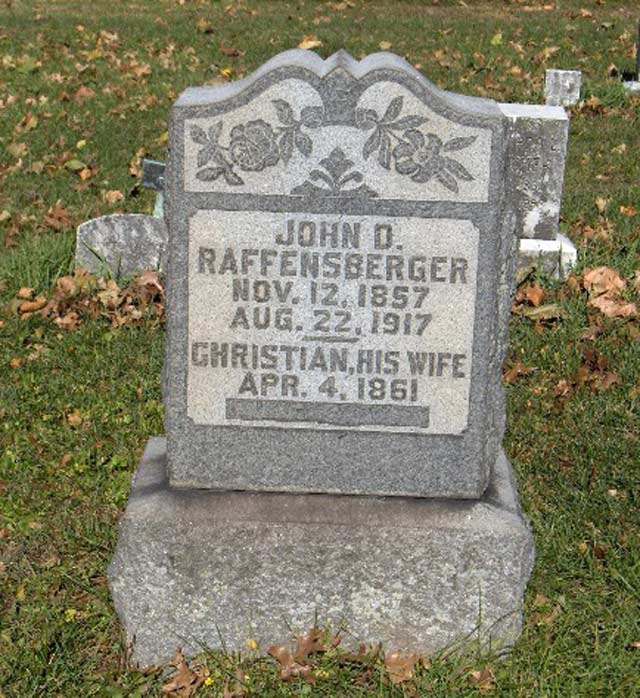 JOHN D.
RAFFENSBERGER
NOV. 12, 1857
AUG. 22, 1917
CHRISTIAN, HIS WIFE
APR. 4, 1861